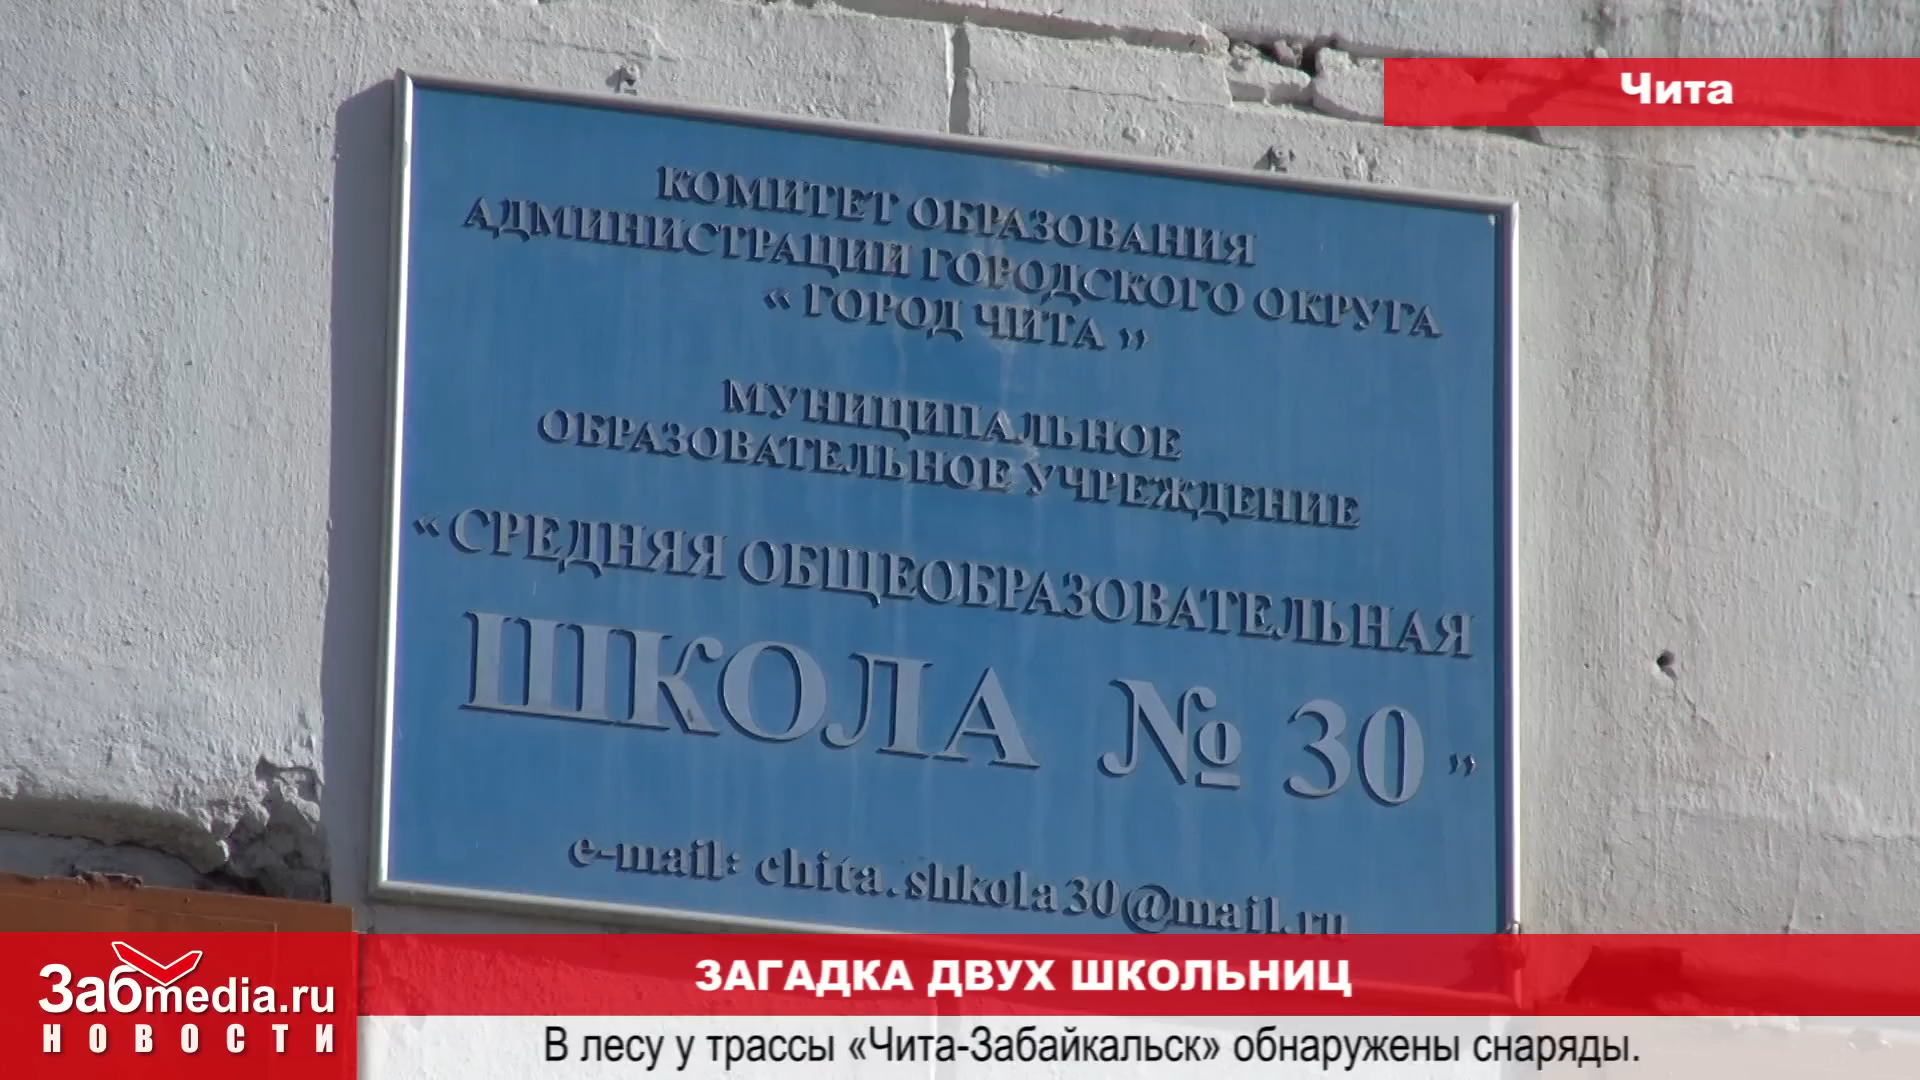 Чита
КОМИТЕТ ОБРАЗОВАНИЯ
АДМИНИСТРАЦИИ ГОРОДСКОГО ОКРУГА
« ГОРОД ЧИТА »
МУНИЦИПАЛЬНОЕ
ОБРАЗОВАТЕЛЬНОЕ УЧРЕЖДЕНИЕ
« СРЕДНЯЯ ОБЩЕОБРАЗОВАТЕЛЬНАЯ
ШКОЛА № 30 »
e-mail: chita.shkola30@mail.ru
ЗАГАДКА ДВУХ ШКОЛЬНИЦ
Забmedia.ru
НОВОСТИ
В лесу у трассы «Чита-Забайкальск» обнаружены снаряды.